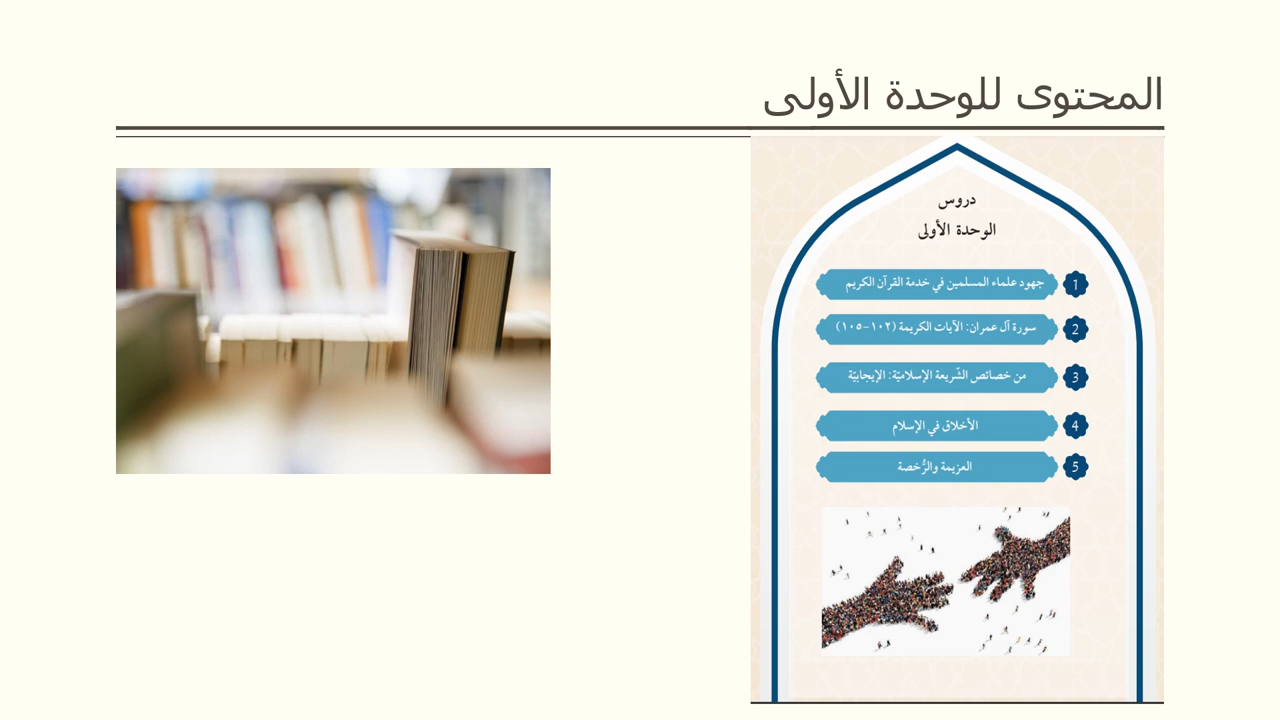 المحتوى للوحدة الأولى
دروس
الوحدة الأولى
1 جهود علماء المسلمين في خدمة القرآن الكريم
2 سورة آل عمران: الآيات الكريمة (١٠٢-١٠٥)
3 من خصائص الشّريعة الإسلاميّة: الإيجابيّة
4 الأخلاق في الإسلام
5 العزيمة والرُّخصة